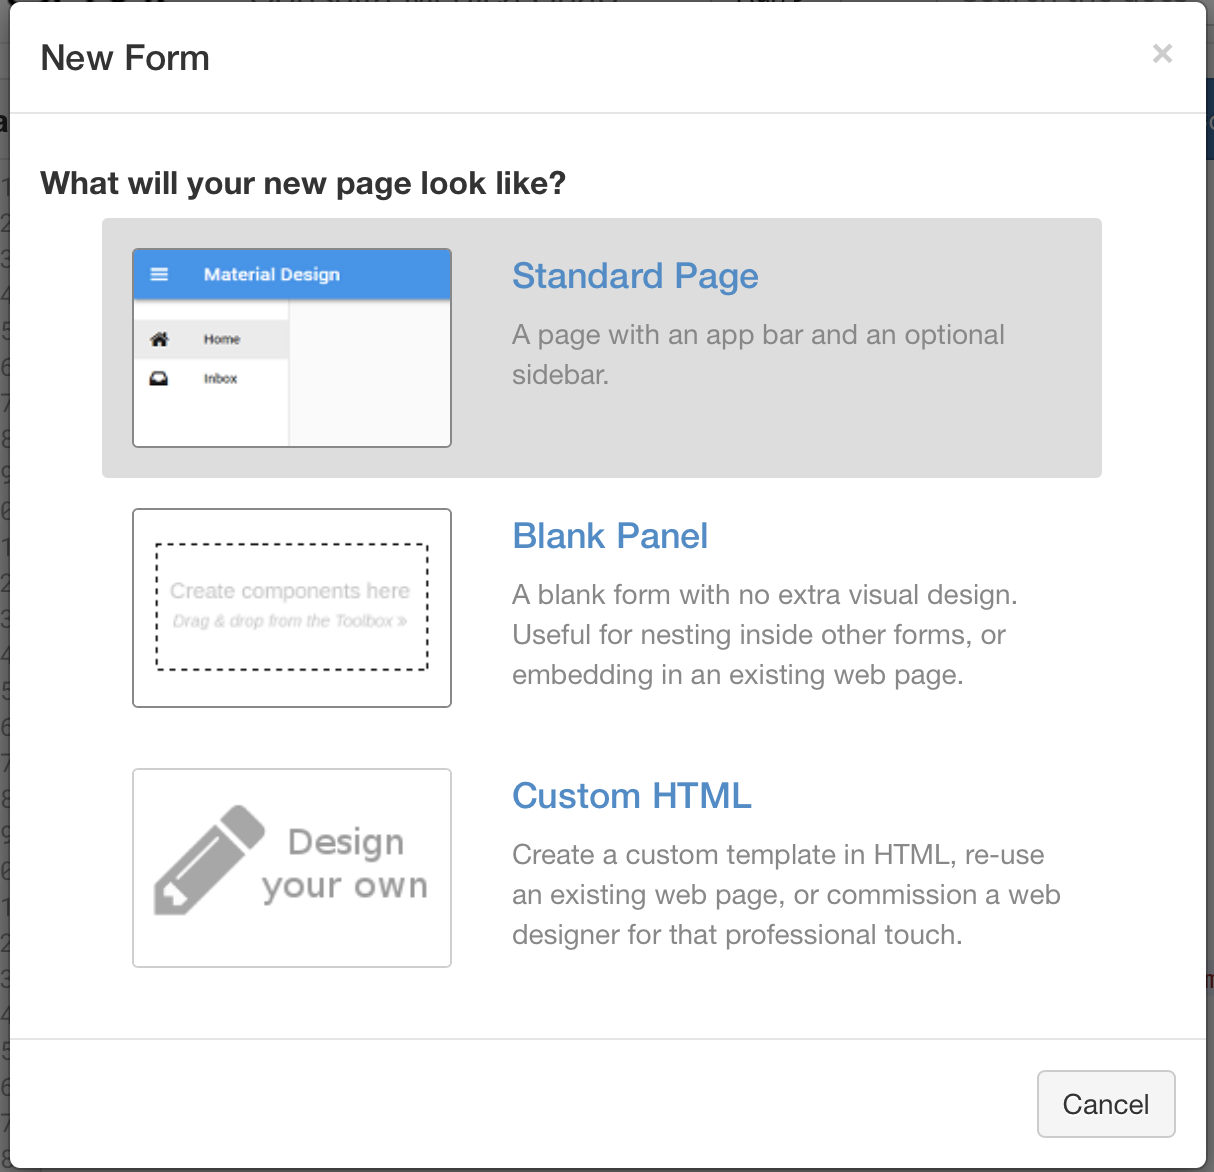 New Form
×
What will your new page look like?
Material Design
Home
Inbox
Standard Page
A page with an app bar and an optional
sidebar.
Create components here
Drag & drop from the Toolbox »
Blank Panel
A blank form with no extra visual design.
Useful for nesting inside other forms, or
embedding in an existing web page.
Design
your own
Custom HTML
Create a custom template in HTML, re-use
an existing web page, or commission a web
designer for that professional touch.
Cancel